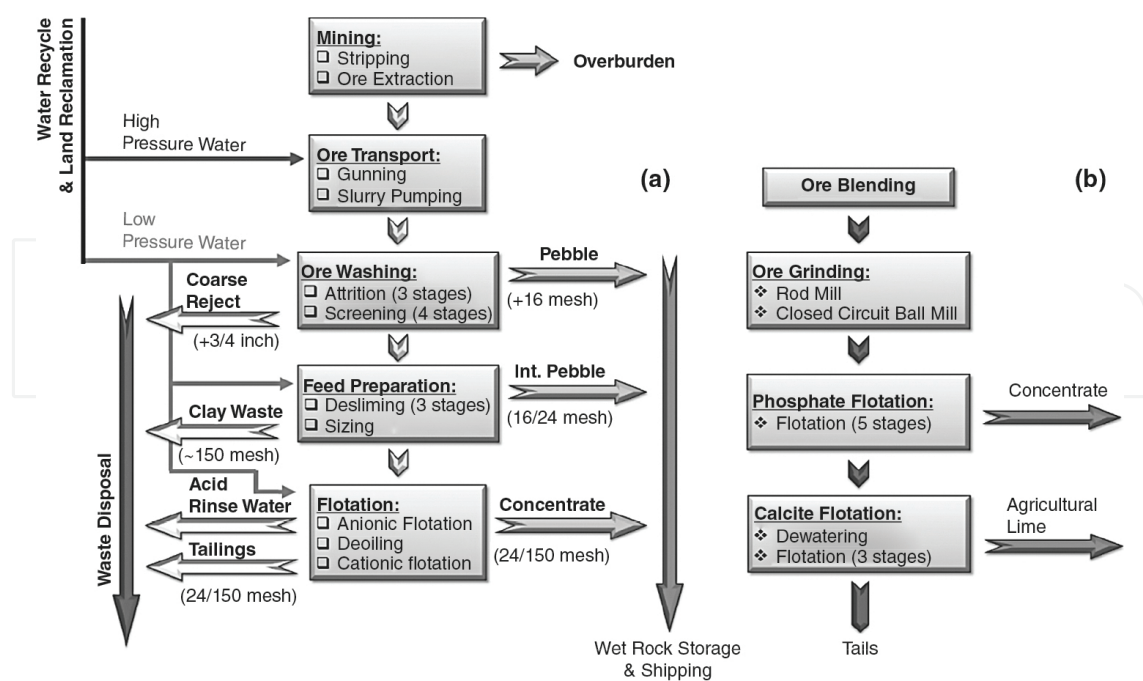 Water Recycle
& Land Reclamation
Mining:
Stripping
Ore Extraction
Overburden
High
Pressure Water
Ore Transport:
Gunning
Slurry Pumping
(a)
Low
Pressure Water
Ore Washing:
Attrition (3 stages)
Screening (4 stages)
Pebble
(+16 mesh)
Coarse
Reject
(+3/4 inch)
Feed Preparation:
Desliming (3 stages)
Sizing
Int. Pebble
(16/24 mesh)
Clay Waste
(~150 mesh)
Acid
Rinse Water
Flotation:
Anionic Flotation
Deoiling
Cationic flotation
Concentrate
(24/150 mesh)
Tailings
(24/150 mesh)
Waste Disposal
Wet Rock Storage
& Shipping
(b)
Ore Blending
Ore Grinding:
Rod Mill
Closed Circuit Ball Mill
Phosphate Flotation:
Flotation (5 stages)
Concentrate
Calcite Flotation:
Dewatering
Flotation (3 stages)
Agricultural
Lime
Tails